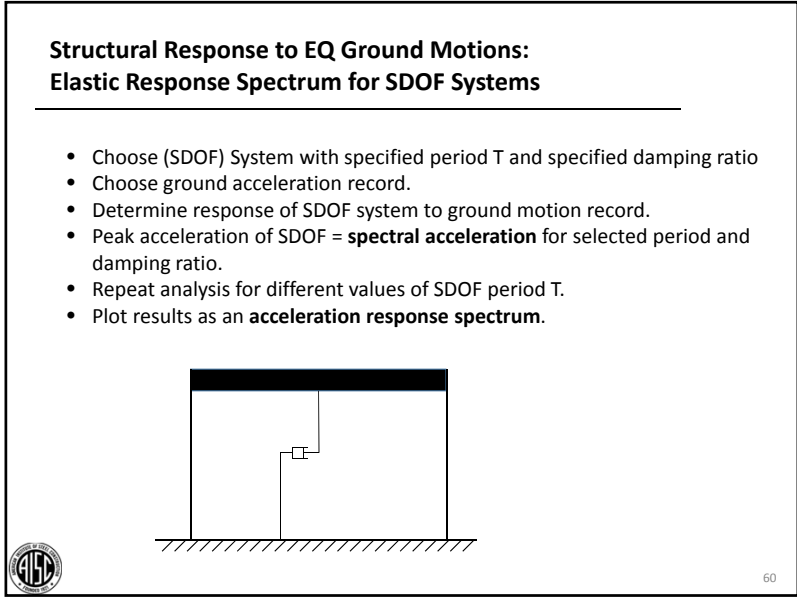 Structural Response to EQ Ground Motions:
Elastic Response Spectrum for SDOF Systems
• Choose (SDOF) System with specified period T and specified damping ratio
• Choose ground acceleration record.
• Determine response of SDOF system to ground motion record.
• Peak acceleration of SDOF = spectral acceleration for selected period and
damping ratio.
• Repeat analysis for different values of SDOF period T.
• Plot results as an acceleration response spectrum.
AISC
60